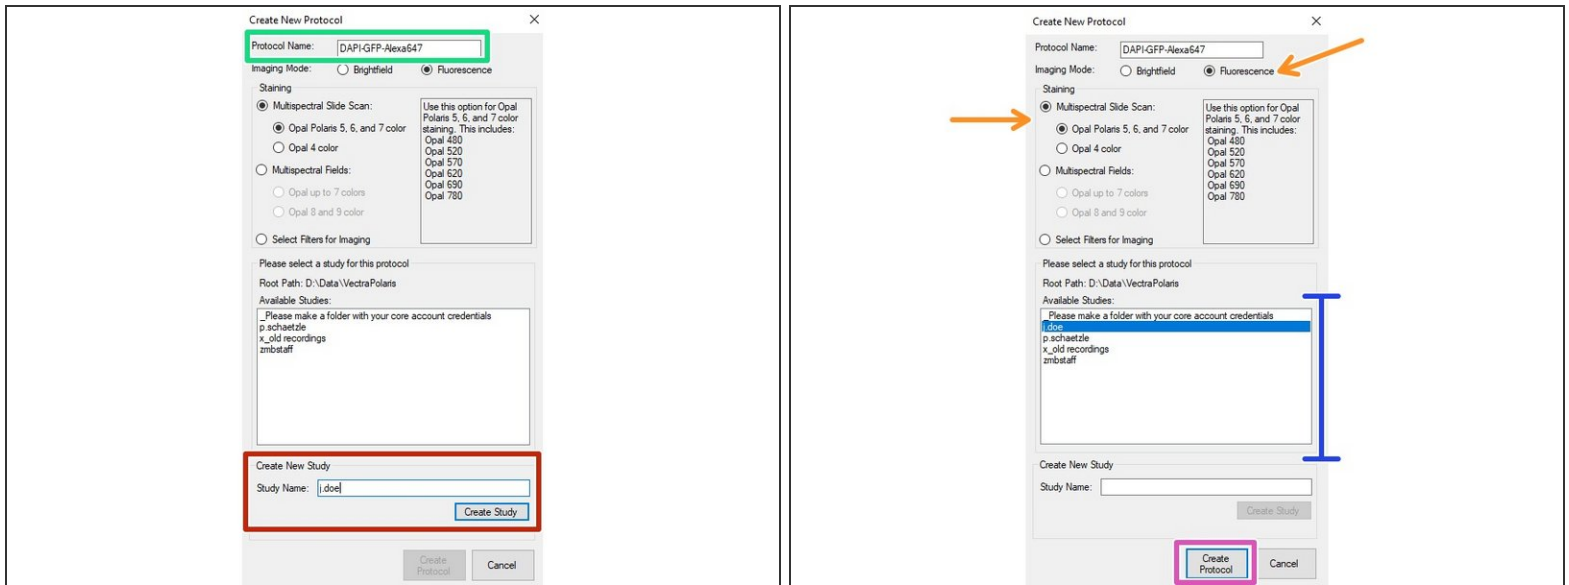 Create New Protocol
Protocol Name: DAPI-GFP-Alexa647
Imaging Mode: Brightfield Fluorescence
Staining
Multispectral Slide Scan:
Opal Polaris 5, 6, and 7 color
Opal 4 color
Multispectral Fields:
Opal up to 7 colors
Opal 8 and 9 color
Select Filters for Imaging
Use this option for Opal
Polaris 5, 6, and 7 color
staining. This includes:
Opal 480
Opal 520
Opal 570
Opal 620
Opal 690
Opal 780
Please select a study for this protocol
Root Path: D:\Data\VectraPolaris
Available Studies:
_Please make a folder with your core account credentials
p.schaetzle
x_old recordings
zmbstaff
Create New Study
Study Name: j.doe
Create Study
Create
Protocol
Cancel
Create New Protocol
Protocol Name: DAPI-GFP-Alexa647
Imaging Mode: Brightfield Fluorescence
Staining
Multispectral Slide Scan:
Opal Polaris 5, 6, and 7 color
Opal 4 color
Multispectral Fields:
Opal up to 7 colors
Opal 8 and 9 color
Select Filters for Imaging
Use this option for Opal
Polaris 5, 6, and 7 color
staining. This includes:
Opal 480
Opal 520
Opal 570
Opal 620
Opal 690
Opal 780
Please select a study for this protocol
Root Path: D:\Data\VectraPolaris
Available Studies:
_Please make a folder with your core account credentials
j.doe
p.schaetzle
x_old recordings
zmbstaff
Create New Study
Study Name:
Create Study
Create
Protocol
Cancel